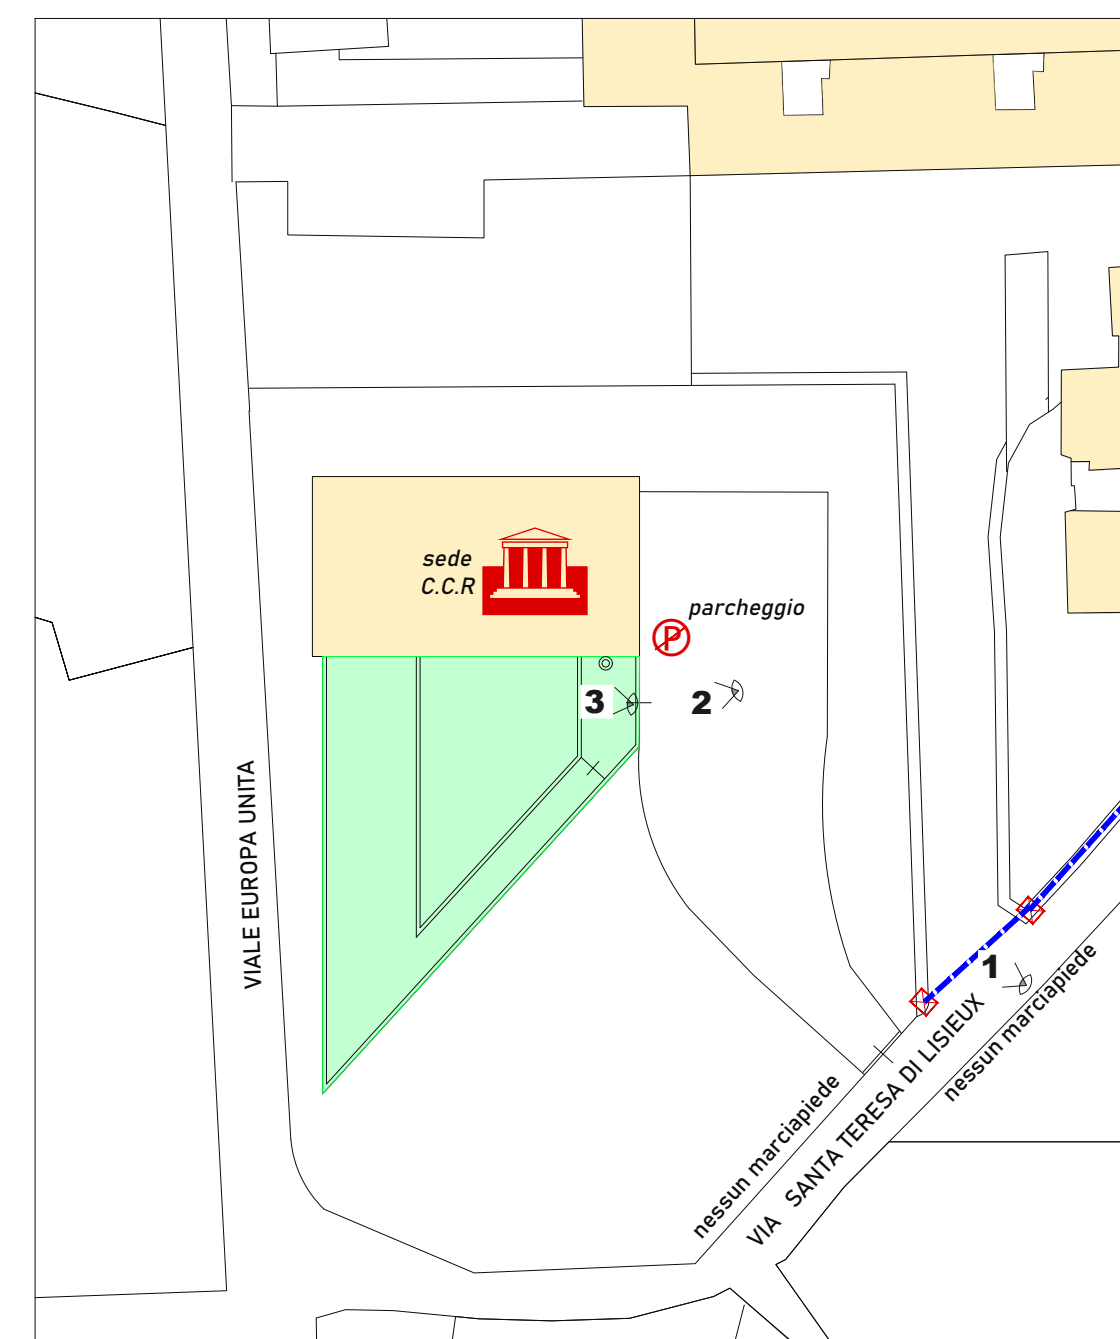 sede
C.C.R
parcheggio
P
3
2
1
VIALE EUROPA UNITA
nessun marciapiede
VIA SANTA TERESA DI LISIEUX
nessun marciapiede